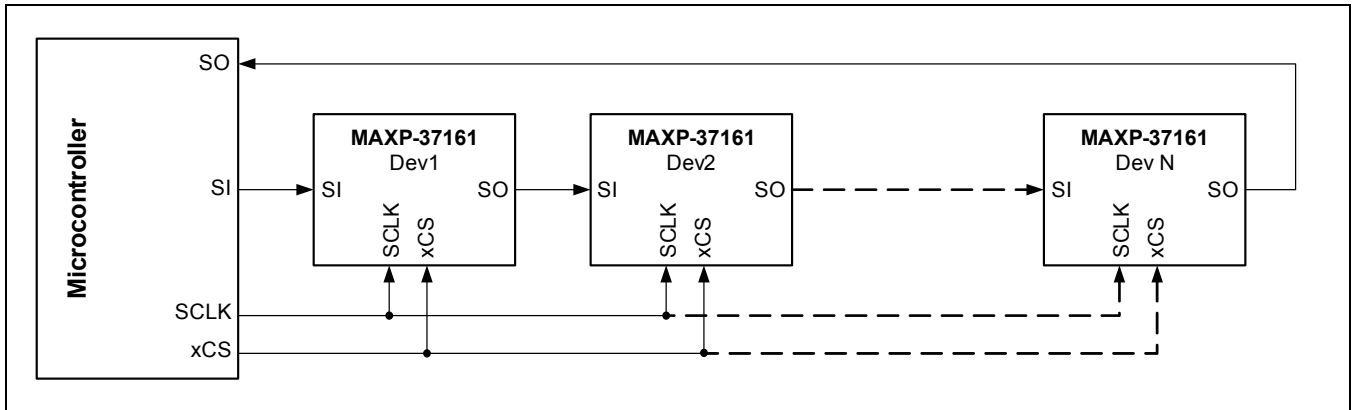 Microcontroller
SO
SI
SCLK
xCS
MAXP-37161
Dev1
SI
SO
SCLK
xCS
MAXP-37161
Dev2
SI
SO
SCLK
xCS
MAXP-37161
Dev N
SI
SO
SCLK
xCS